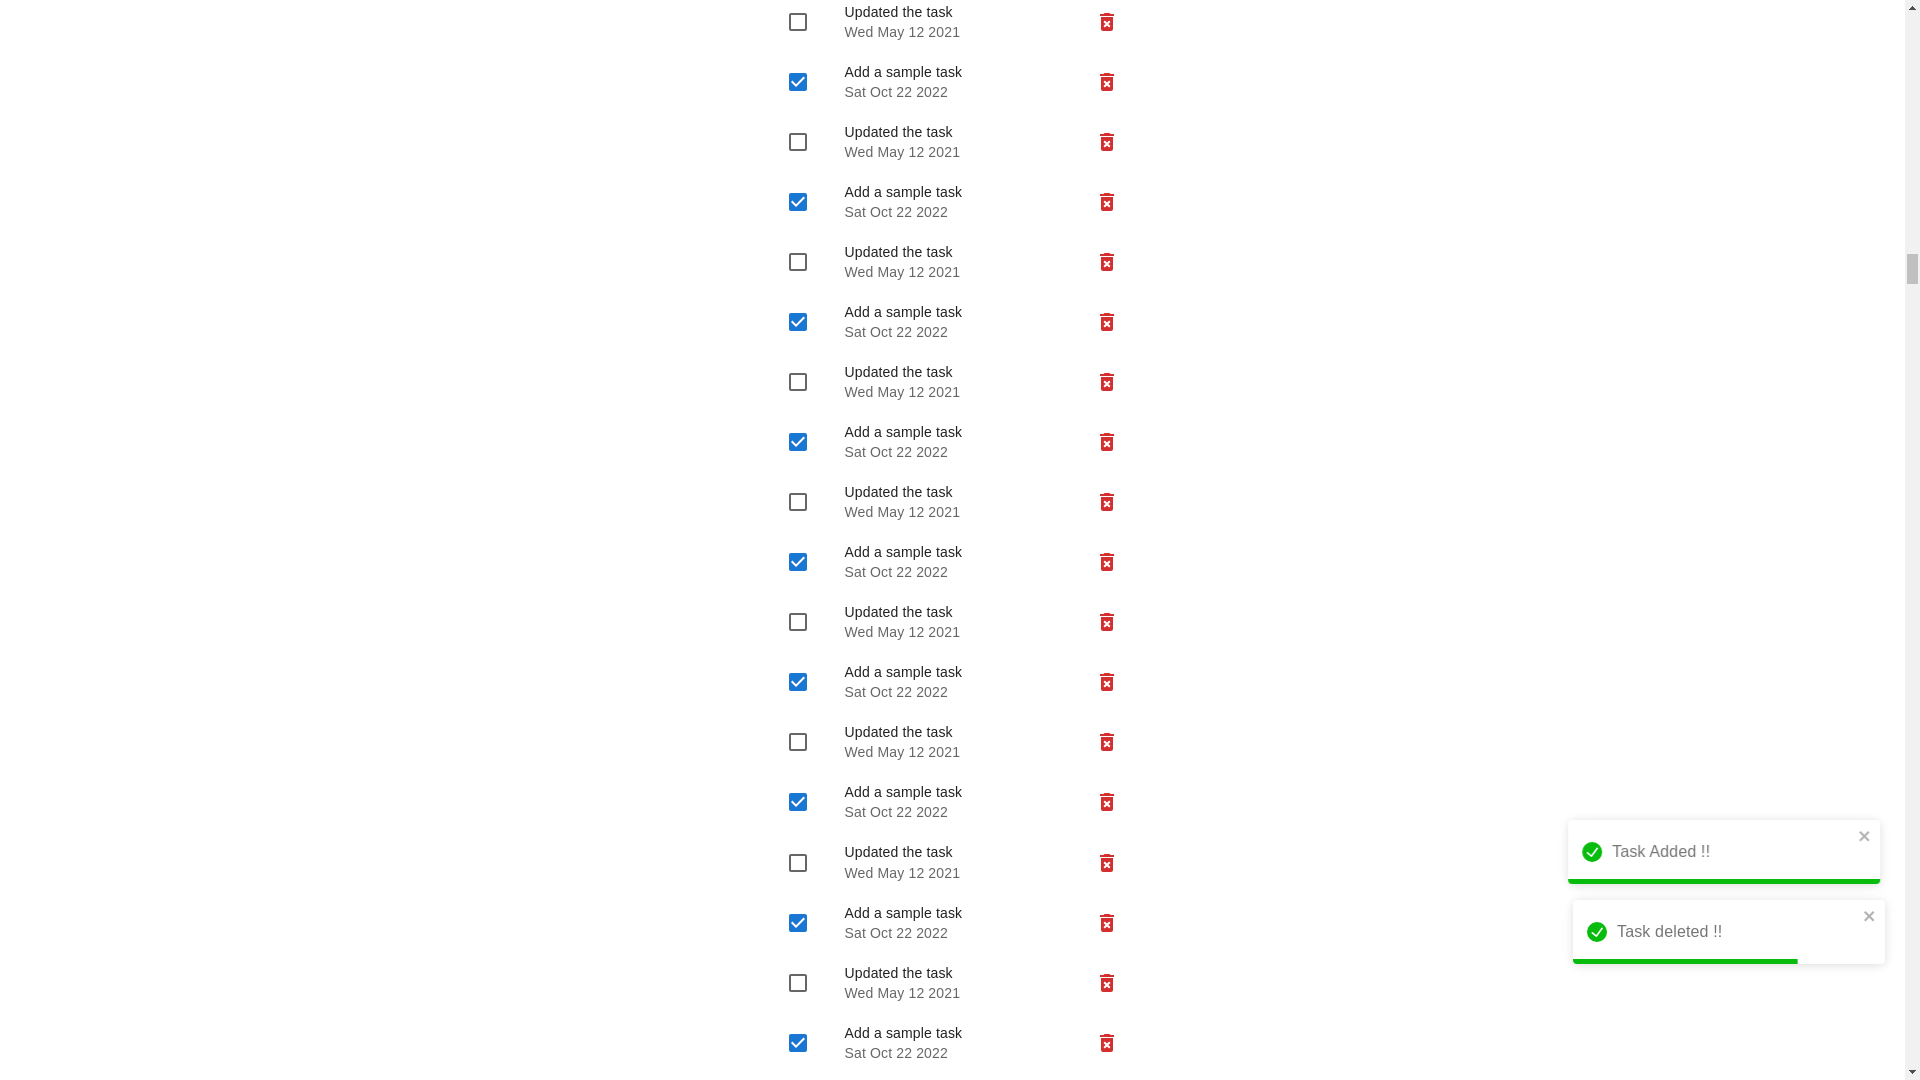 Updated the task
Wed May 12 2021
Add a sample task
Sat Oct 22 2022
Updated the task
Wed May 12 2021
Add a sample task
Sat Oct 22 2022
Updated the task
Wed May 12 2021
Add a sample task
Sat Oct 22 2022
Updated the task
Wed May 12 2021
Add a sample task
Sat Oct 22 2022
Updated the task
Wed May 12 2021
Add a sample task
Sat Oct 22 2022
Updated the task
Wed May 12 2021
Add a sample task
Sat Oct 22 2022
Updated the task
Wed May 12 2021
Add a sample task
Sat Oct 22 2022
Updated the task
Wed May 12 2021
Add a sample task
Sat Oct 22 2022
Updated the task
Wed May 12 2021
Add a sample task
Sat Oct 22 2022
Task Added !!
Task deleted !!